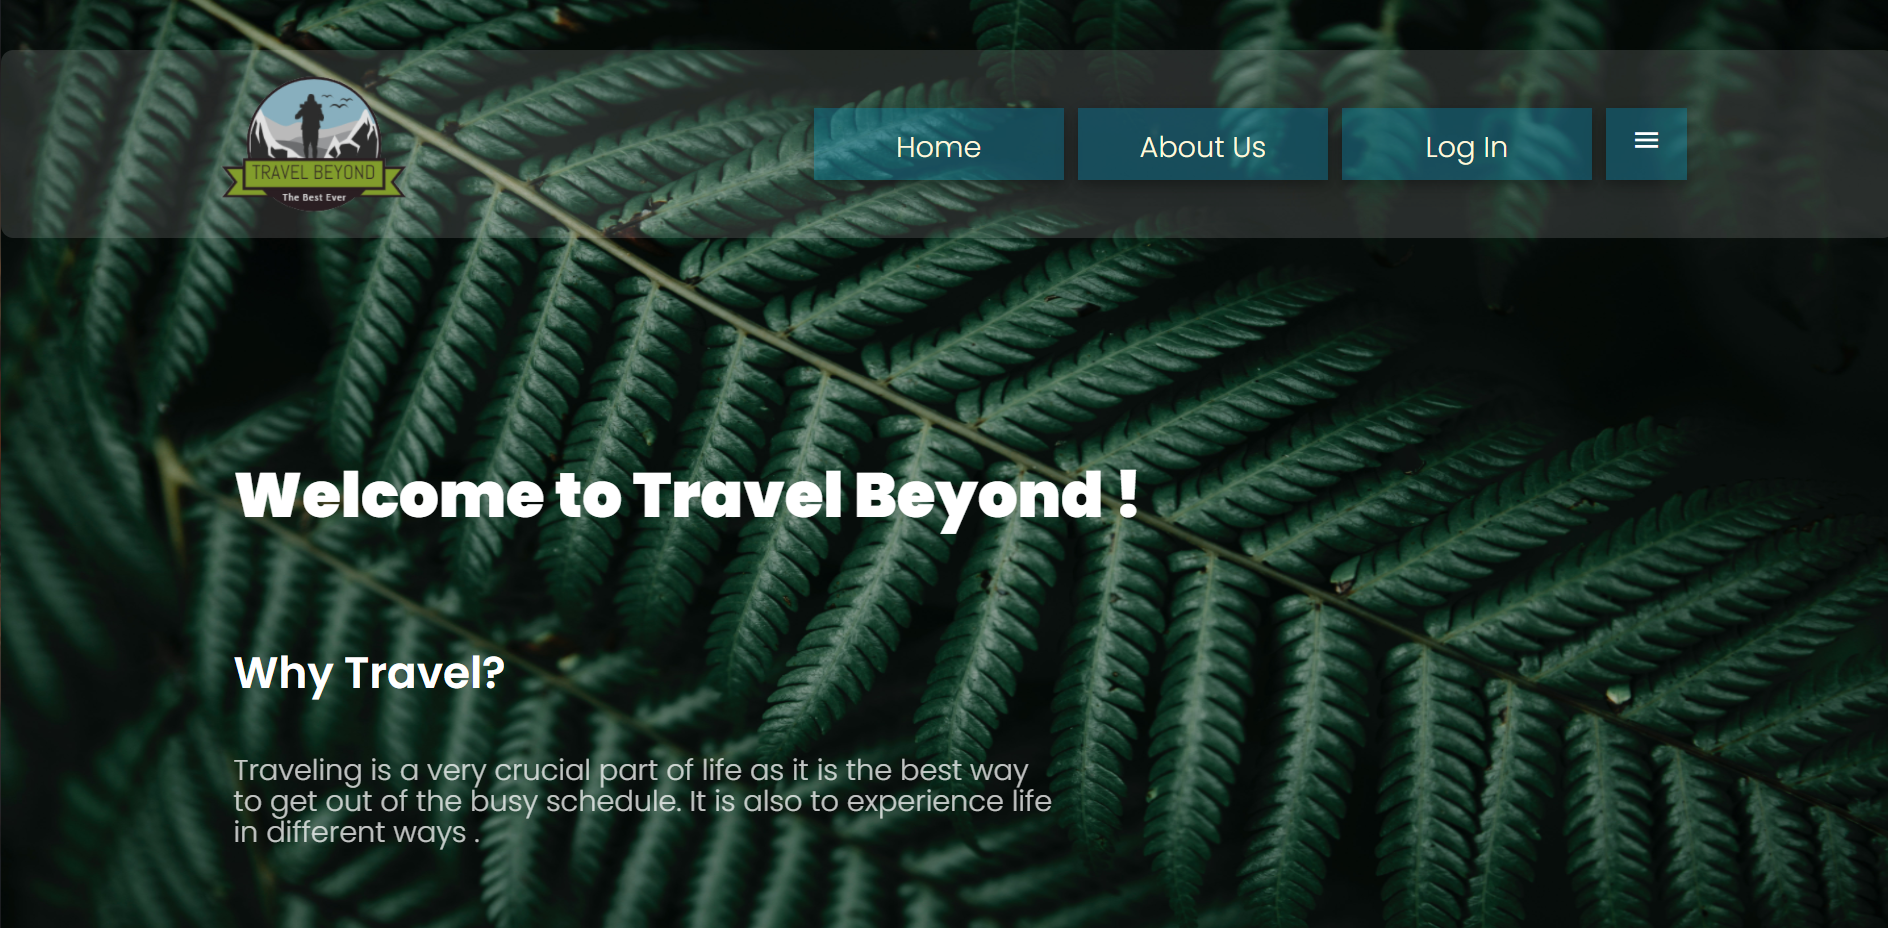 TRAVEL BEYOND
The Best Ever
Home
About Us
Log In
Welcome to Travel Beyond !
Why Travel?
Traveling is a very crucial part of life as it is the best way
to get out of the busy schedule. It is also to experience life
in different ways .